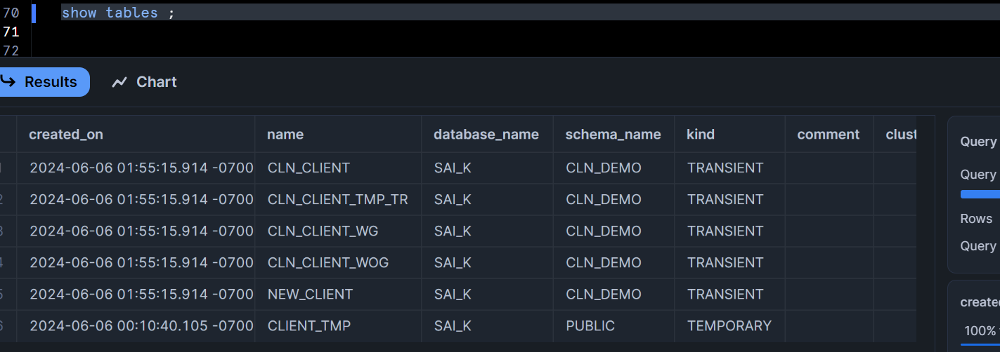 70 show tables ;
71
72
Results Chart
created_on name database_name schema_name kind comment clust
2024-06-06 01:55:15.914 -0700 CLN_CLIENT SAI_K CLN_DEMO TRANSIENT
2 2024-06-06 01:55:15.914 -0700 CLN_CLIENT_TMP_TR SAI_K CLN_DEMO TRANSIENT
3 2024-06-06 01:55:15.914 -0700 CLN_CLIENT_WG SAI_K CLN_DEMO TRANSIENT
4 2024-06-06 01:55:15.914 -0700 CLN_CLIENT_WOG SAI_K CLN_DEMO TRANSIENT
5 2024-06-06 01:55:15.914 -0700 NEW_CLIENT SAI_K CLN_DEMO TRANSIENT
6 2024-06-06 00:10:40.105 -0700 CLIENT_TMP SAI_K PUBLIC TEMPORARY
Query
Query
Rows
Query
create
100%